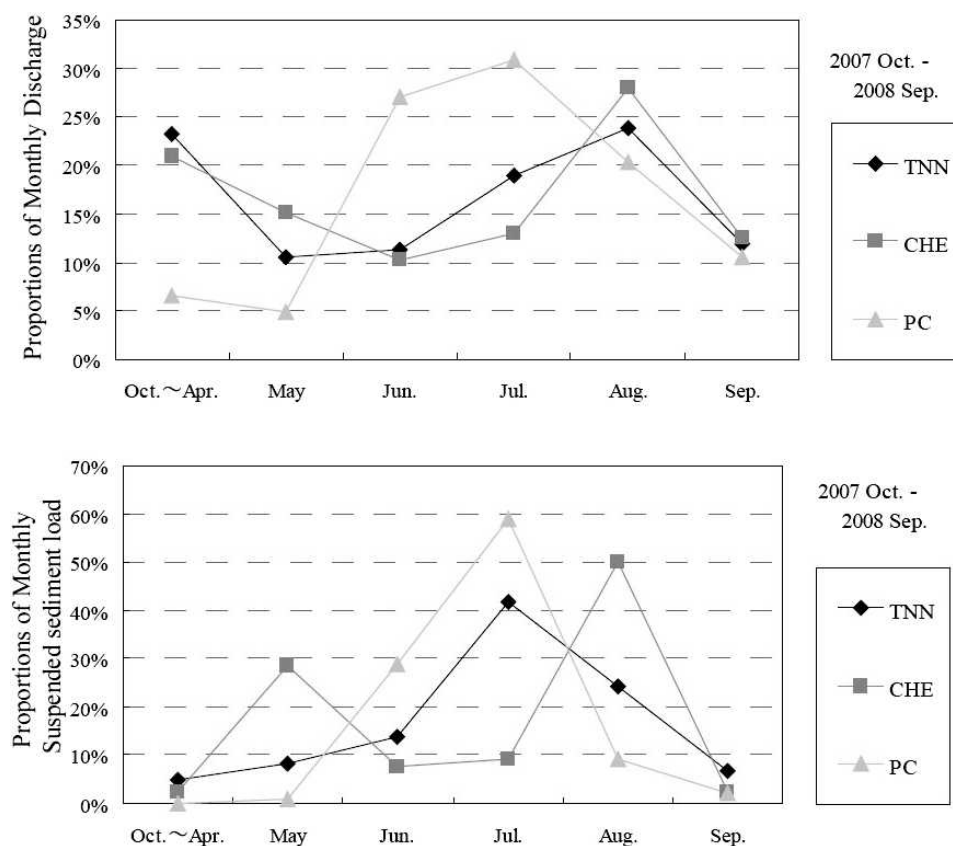 Proportions of Monthly Discharge
35%
30%
25%
20%
15%
10%
5%
0%
Oct.～Apr. May Jun. Jul. Aug. Sep.
2007 Oct. -
2008 Sep.
TNN
CHE
PC
Proportions of Monthly
Suspended sediment load
70%
60%
50%
40%
30%
20%
10%
0%
Oct.～Apr. May Jun. Jul. Aug. Sep.
2007 Oct. -
2008 Sep.
TNN
CHE
PC